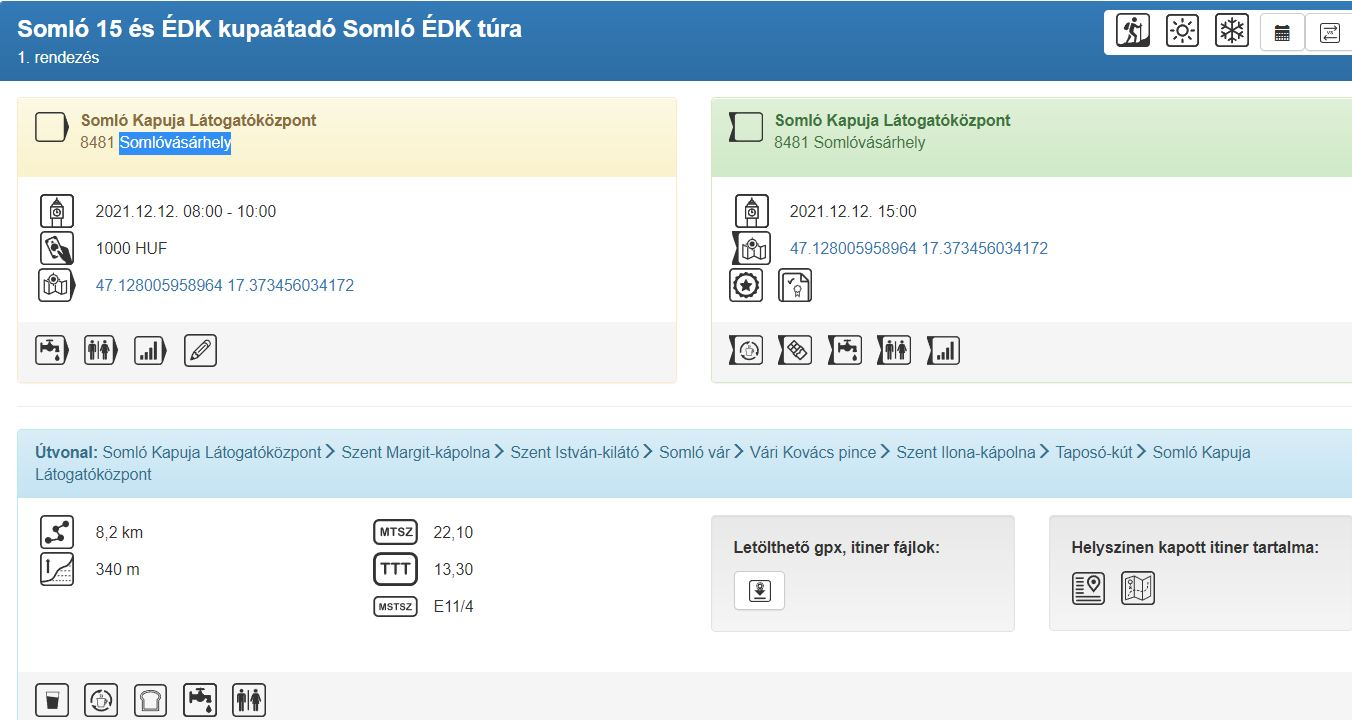 Somló 15 és ÉDK kupaátadó Somló ÉDK túra
1. rendezés
Somló Kapuja Látogatóközpont
8481 Somlóvásárhely
2021.12.12. 08:00 - 10:00
1000 HUF
47.128005958964 17.373456034172
Somló Kapuja Látogatóközpont
8481 Somlóvásárhely
2021.12.12. 15:00
47.128005958964 17.373456034172
Útvonal: Somló Kapuja Látogatóközpont > Szent Margit-kápolna > Szent István-kilátó > Somló vár > Vári Kovács pince > Szent Ilona-kápolna > Taposó-kút > Somló Kapuja
Látogatóközpont
8,2 km
340 m
MTSZ 22,10
TTT 13,30
MSTSZ E11/4
Letölthető gpx, itiner fájlok:
Helyszínen kapott itiner tartalma: